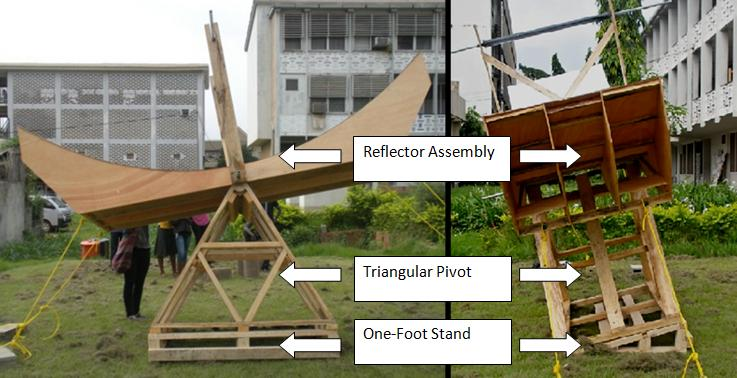 Reflector Assembly
Triangular Pivot
One-Foot Stand